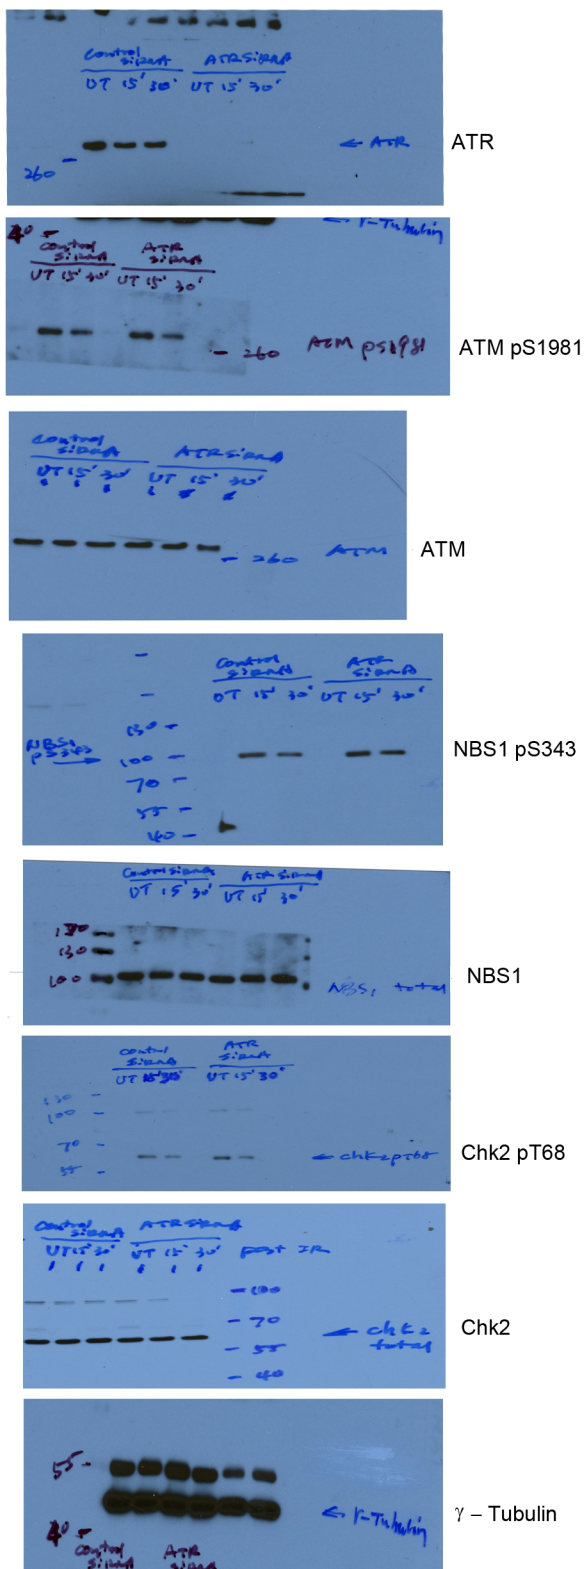 Control
siRNA
ATR siRNA
UT 15' 30' UT 15' 30'
← ATR
ATR
260 -
← γ-Tubulin
40 -
Control
siRNA
ATR
siRNA
UT 15' 30' UT 15' 30'
- 260
ATM pS1981
ATM pS1981
Control
siRNA
ATR siRNA
UT 15' 30' UT 15' 30'
- 260
ATM
ATM
Control
siRNA
ATR
siRNA
UT 15' 30' UT 15' 30'
130 -
NBS1
pS343
100 -
NBS1 pS343
70 -
55 -
40 -
Control siRNA ATR siRNA
UT 15' 30' UT 15' 30'
130
100
NBS1 total
NBS1
Control
siRNA
ATR
siRNA
UT 15' 30' UT 15' 30'
130 -
100 -
70 -
← chk2pT68
Chk2 pT68
55 -
Control
siRNA
ATR siRNA
UT 15' 30' UT 15' 30' post IR
- 100
- 70
← chk2
total
Chk2
- 55
- 40
55 -
← γ-Tubulin
γ – Tubulin
40 -
Control
siRNA
ATR
siRNA